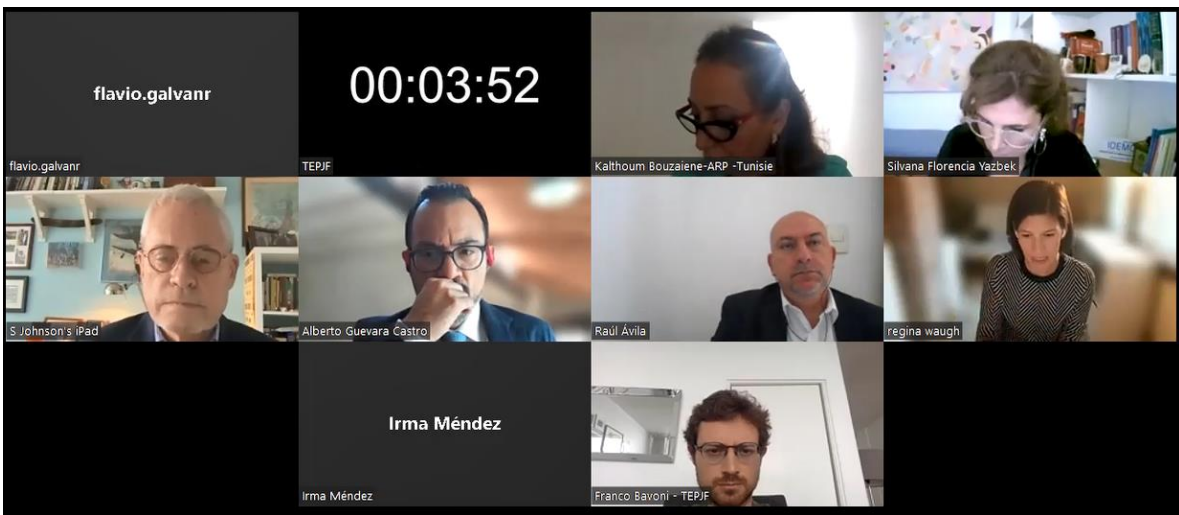 flavio.galvanr
flavio.galvanr
00:03:52
TEPJF
Kalthoum Bouzaiene-ARP -Tunisie
IDEM
Silvana Florencia Yazbek
S Johnson's iPad
Alberto Guevara Castro
Raúl Ávila
regina waugh
Irma Méndez
Irma Méndez
Franco Bavoni - TEPJF